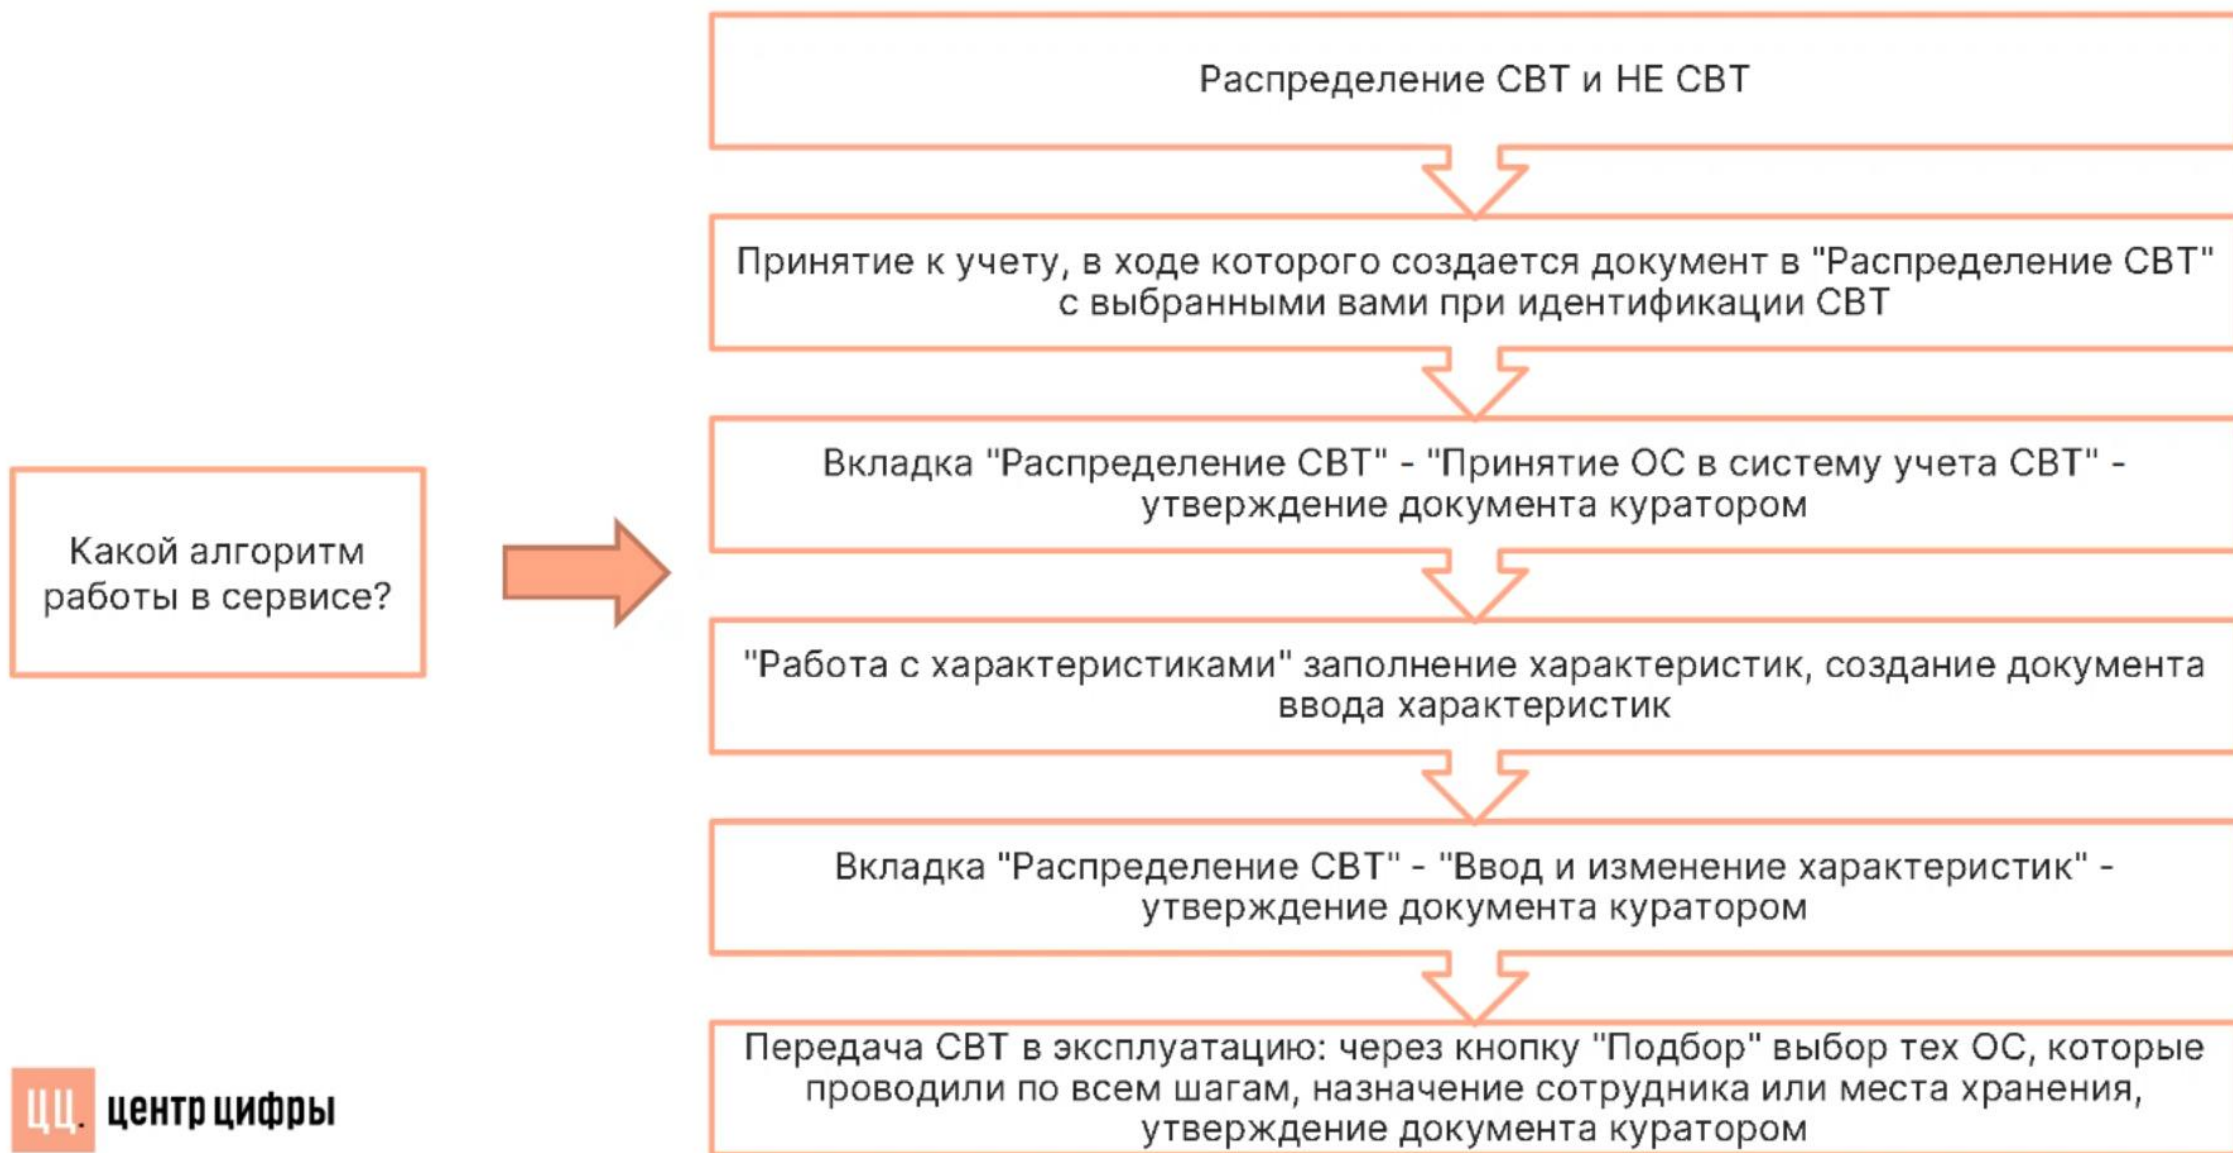 Распределение СВТ и НЕ СВТ
Принятие к учету, в ходе которого создается документ в "Распределение СВТ"
с выбранными вами при идентификации СВТ
Вкладка "Распределение СВТ" - "Принятие ОС в систему учета СВТ" -
утверждение документа куратором
Какой алгоритм
работы в сервисе?
"Работа с характеристиками" заполнение характеристик, создание документа
ввода характеристик
Вкладка "Распределение СВТ" - "Ввод и изменение характеристик" -
утверждение документа куратором
Передача СВТ в эксплуатацию: через кнопку "Подбор" выбор тех ОС, которые
проводили по всем шагам, назначение сотрудника или места хранения,
утверждение документа куратором
ЦЦ. центр цифры